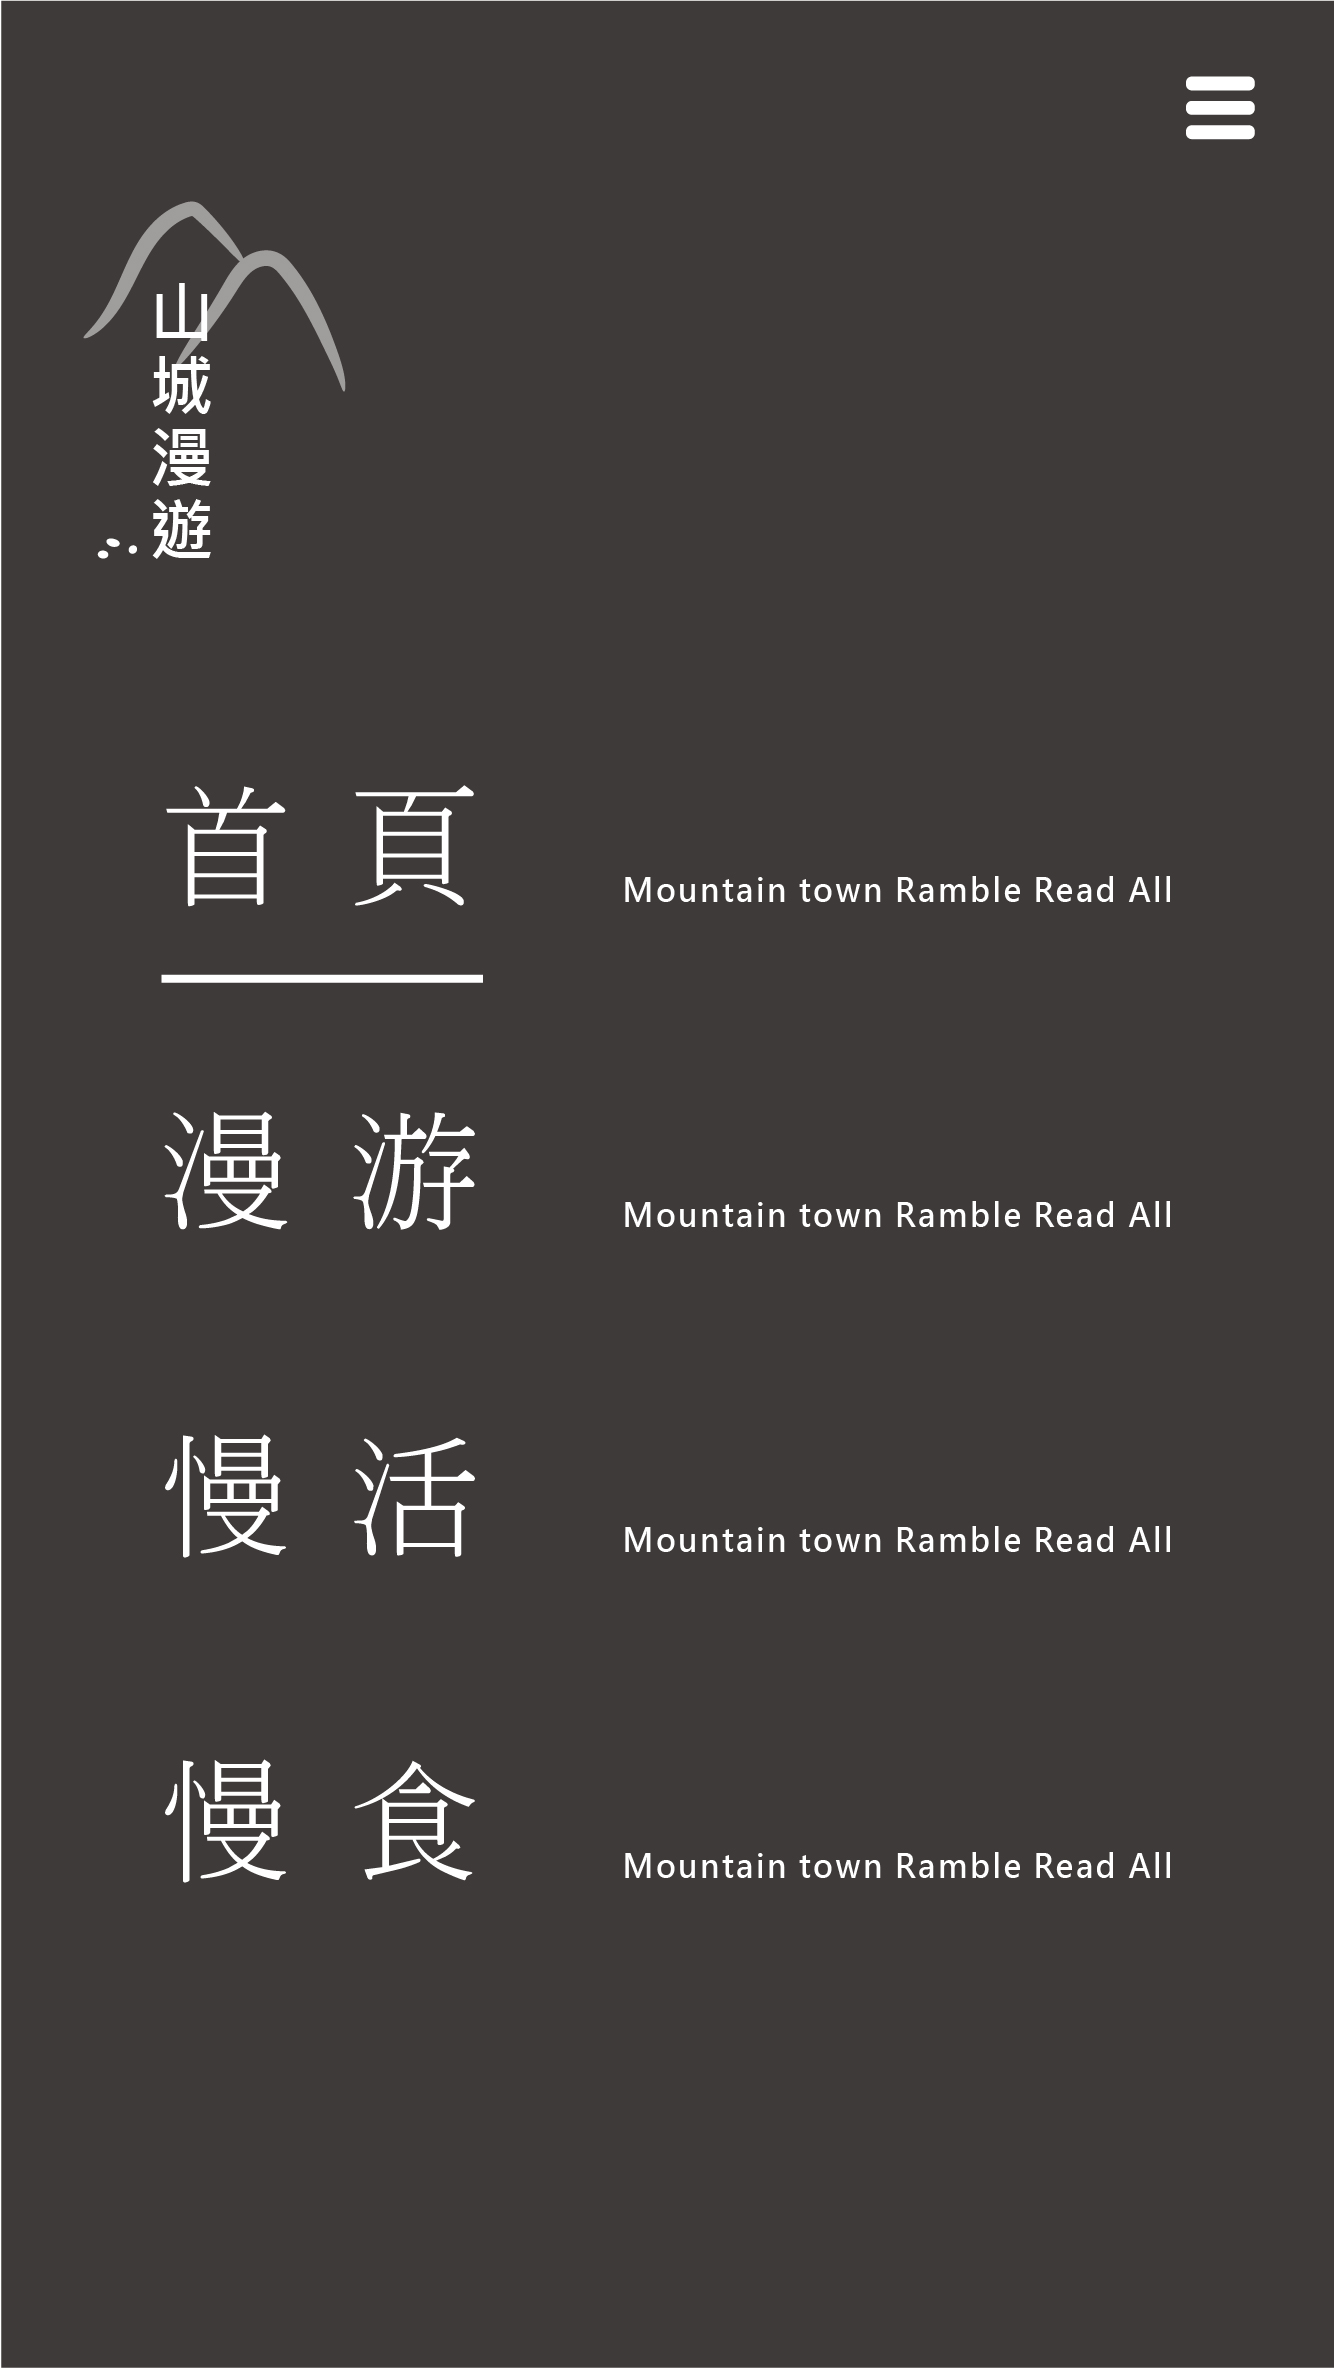 山城漫遊
首頁 Mountain town Ramble Read All
漫游 Mountain town Ramble Read All
慢活 Mountain town Ramble Read All
慢食 Mountain town Ramble Read All